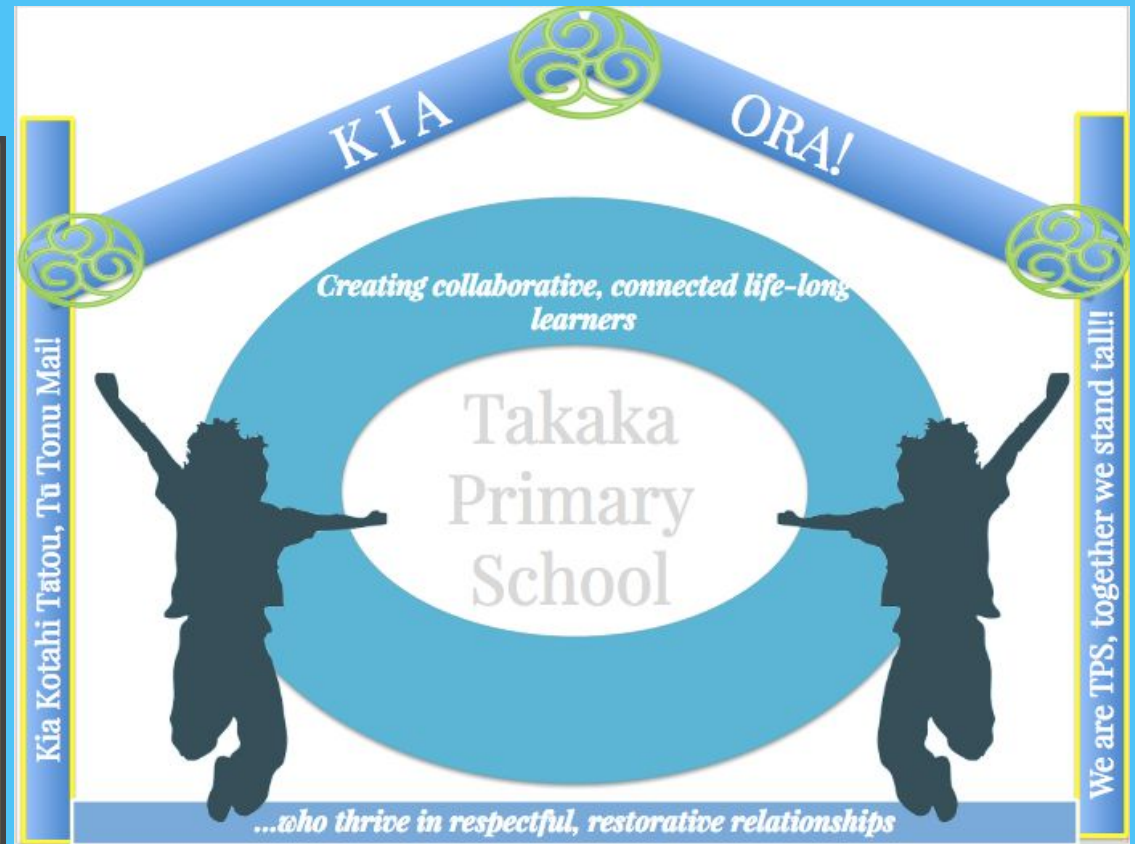 KIA ORA!
Creating collaborative, connected life-long
learners
Takaka
Primary
School
Kia Kotahi Tatou, Tū Tonu Mai!
We are TPS, together we stand tall!!
...who thrive in respectful, restorative relationships